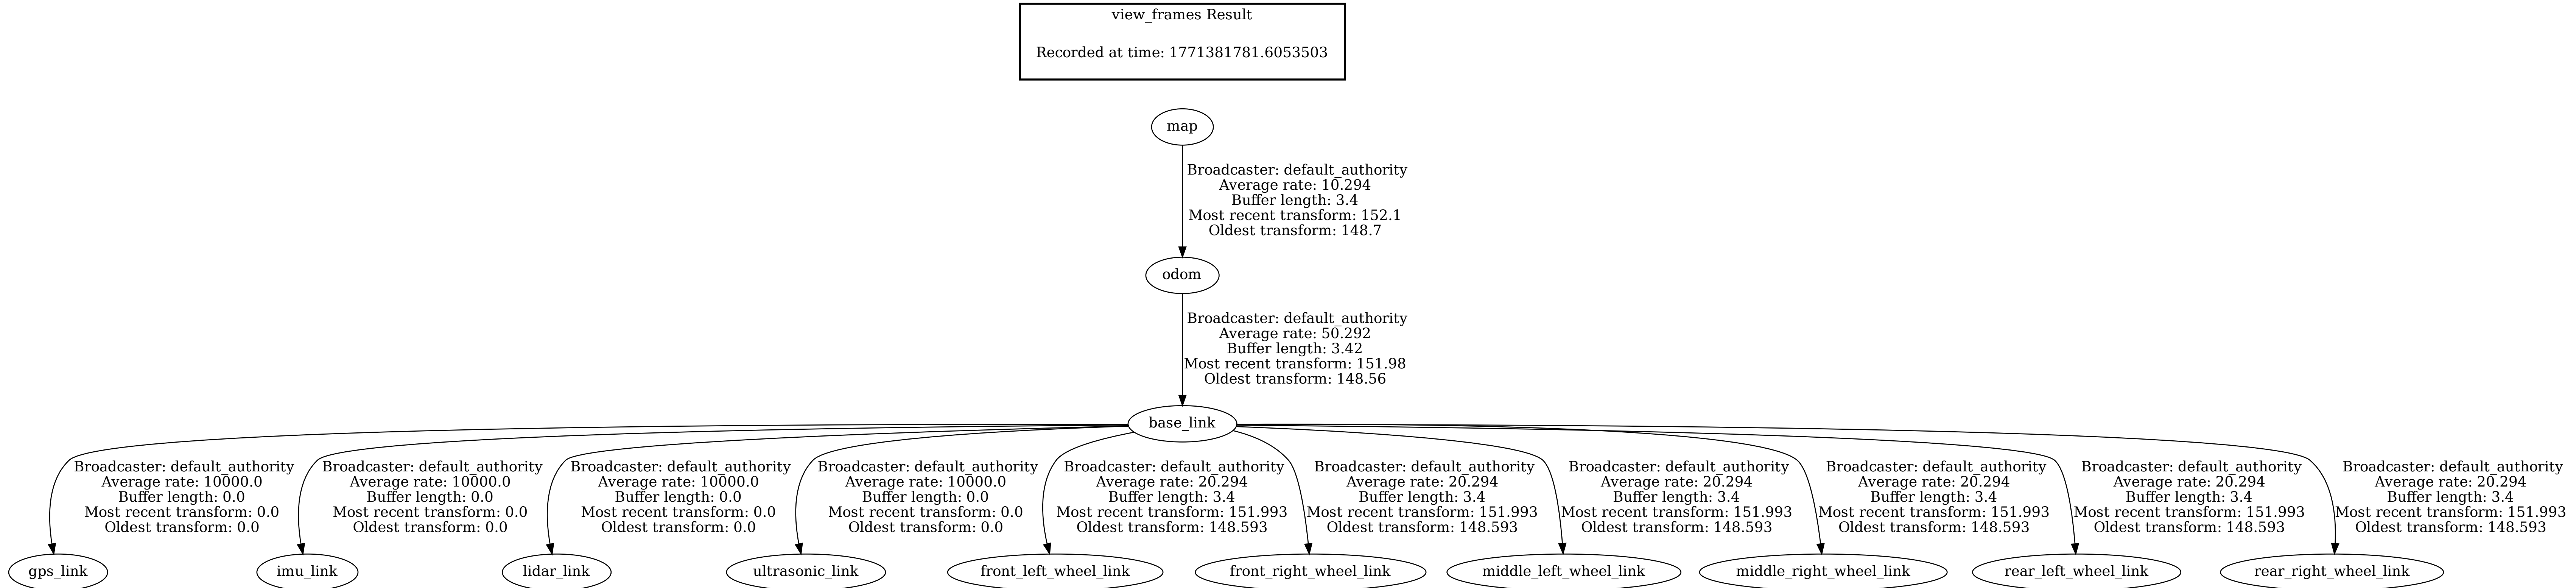 view_frames Result
Recorded at time: 1771381781.6053503
map
Broadcaster: default_authority
Average rate: 10.294
Buffer length: 3.4
Most recent transform: 152.1
Oldest transform: 148.7
odom
Broadcaster: default_authority
Average rate: 50.292
Buffer length: 3.42
Most recent transform: 151.98
Oldest transform: 148.56
base_link
Broadcaster: default_authority
Average rate: 10000.0
Buffer length: 0.0
Most recent transform: 0.0
Oldest transform: 0.0
Broadcaster: default_authority
Average rate: 10000.0
Buffer length: 0.0
Most recent transform: 0.0
Oldest transform: 0.0
Broadcaster: default_authority
Average rate: 10000.0
Buffer length: 0.0
Most recent transform: 0.0
Oldest transform: 0.0
Broadcaster: default_authority
Average rate: 10000.0
Buffer length: 0.0
Most recent transform: 0.0
Oldest transform: 0.0
Broadcaster: default_authority
Average rate: 20.294
Buffer length: 3.4
Most recent transform: 151.993
Oldest transform: 148.593
Broadcaster: default_authority
Average rate: 20.294
Buffer length: 3.4
Most recent transform: 151.993
Oldest transform: 148.593
Broadcaster: default_authority
Average rate: 20.294
Buffer length: 3.4
Most recent transform: 151.993
Oldest transform: 148.593
Broadcaster: default_authority
Average rate: 20.294
Buffer length: 3.4
Most recent transform: 151.993
Oldest transform: 148.593
Broadcaster: default_authority
Average rate: 20.294
Buffer length: 3.4
Most recent transform: 151.993
Oldest transform: 148.593
Broadcaster: default_authority
Average rate: 20.294
Buffer length: 3.4
Most recent transform: 151.993
Oldest transform: 148.593
gps_link
imu_link
lidar_link
ultrasonic_link
front_left_wheel_link
front_right_wheel_link
middle_left_wheel_link
middle_right_wheel_link
rear_left_wheel_link
rear_right_wheel_link